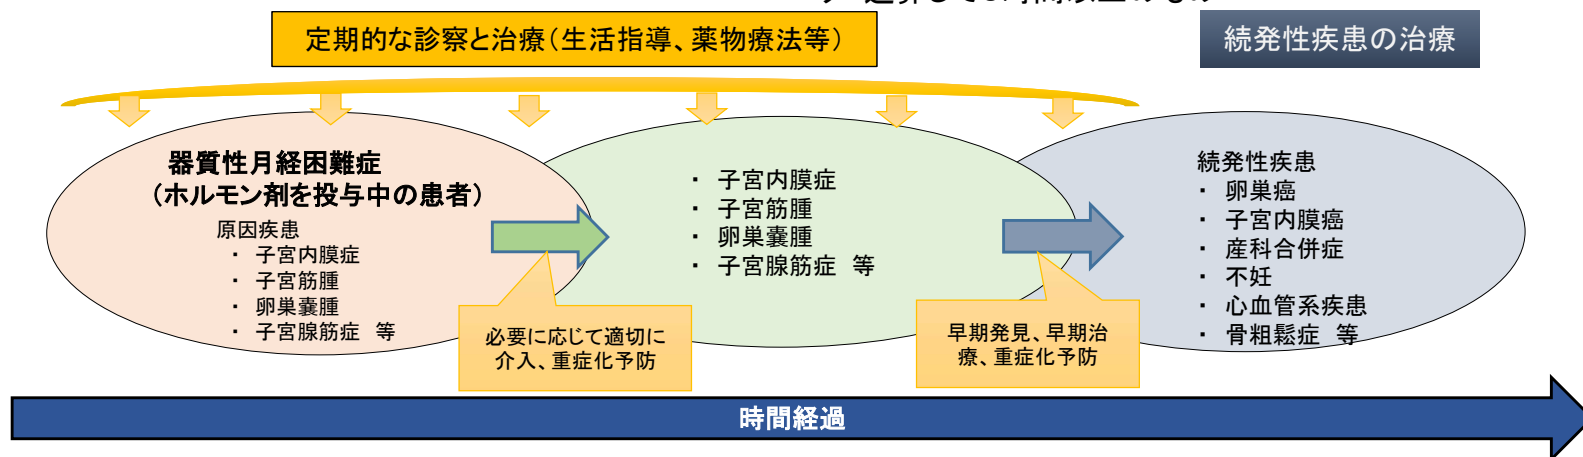 定期的な診察と治療（生活指導、薬物療法等）
続発性疾患の治療
器質性月経困難症
（ホルモン剤を投与中の患者）
原因疾患
・ 子宮内膜症
・ 子宮筋腫
・ 卵巣嚢腫
・ 子宮腺筋症 等
・ 子宮内膜症
・ 子宮筋腫
・ 卵巣嚢腫
・ 子宮腺筋症 等
続発性疾患
・ 卵巣癌
・ 子宮内膜癌
・ 産科合併症
・ 不妊
・ 心血管系疾患
・ 骨粗鬆症 等
必要に応じて適切に
介入、重症化予防
早期発見、早期治
療、重症化予防
時間経過